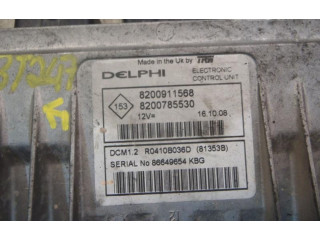 Made in the Uk by TRW
DELPHI
ELECTRONIC
CONTROL UNIT
8200911568
153
8200785530
12V=
16.10.08
DCM1.2 R0410B036D (81353B)
SERIAL No 86649654 KBG